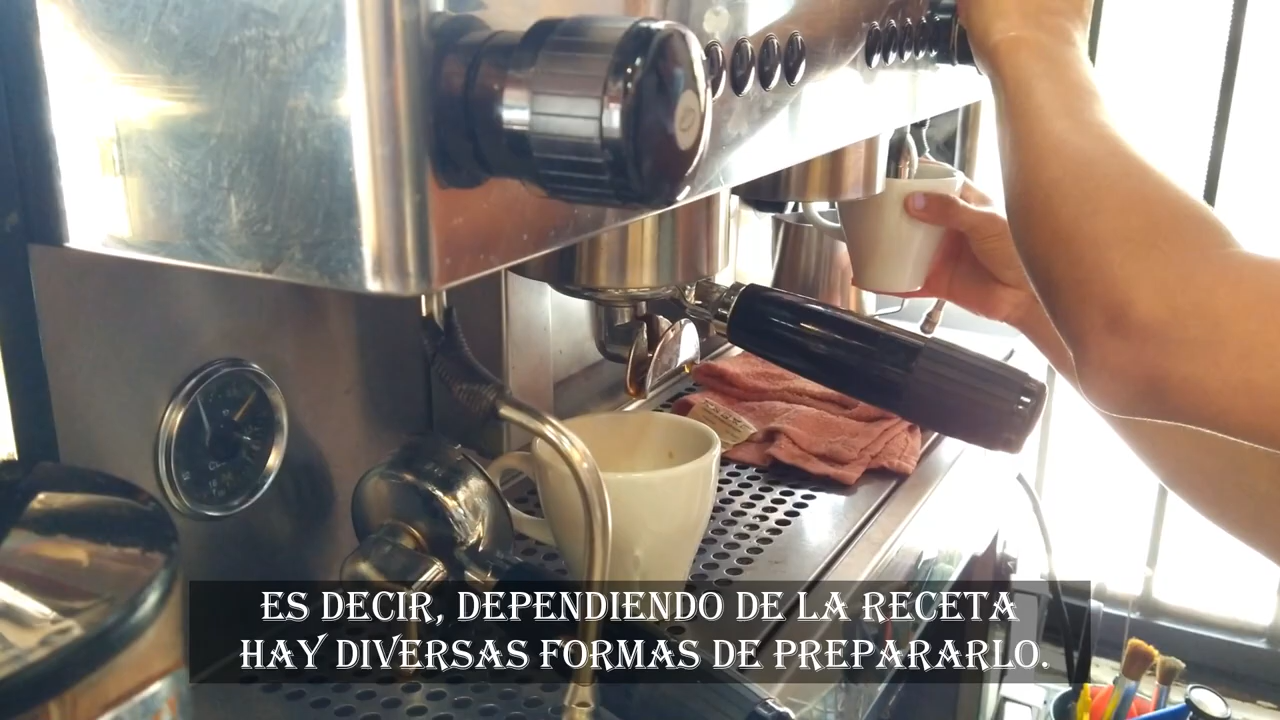 ES DECIR, DEPENDIENDO DE LA RECETA
HAY DIVERSAS FORMAS DE PREPARARLO.